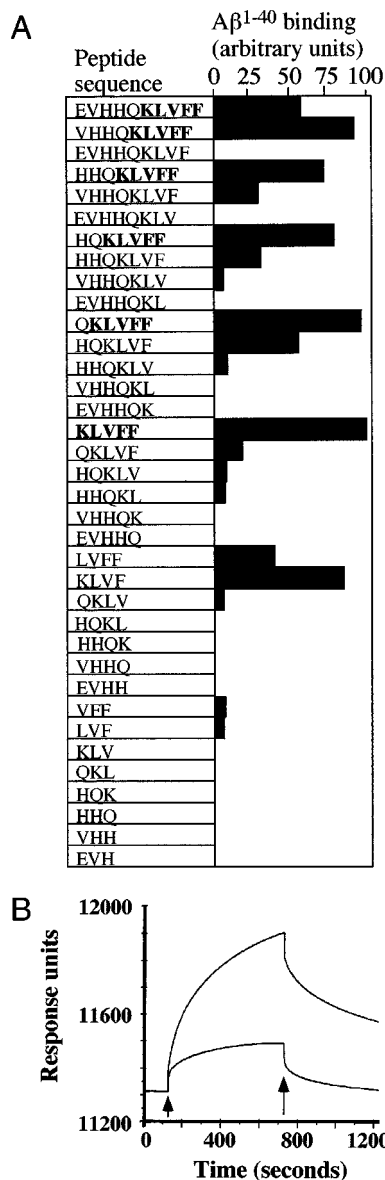 A
Aβ1-40 binding
(arbitrary units)
Peptide
sequence
0 25 50 75 100
EVHHQKLVFF
VHHQKLVFF
EVHHQKLVF
HHQKLVFF
VHHQKLVF
EVHHQKLV
HQKLVFF
HHQKLVF
VHHQKLV
EVHHQKL
QKLVFF
HQKLVF
HHQKLV
VHHQKL
EVHHQK
KLVFF
QKLVF
HQKLV
HHQKL
VHHQK
EVHHQ
LVFF
KLVF
QKLV
HQKL
HHQK
VHHQ
EVHH
VFF
LVF
KLV
QKL
HQK
HHQ
VHH
EVH
B
Response units
12000
11600
11200
0 400 800 1200
Time (seconds)